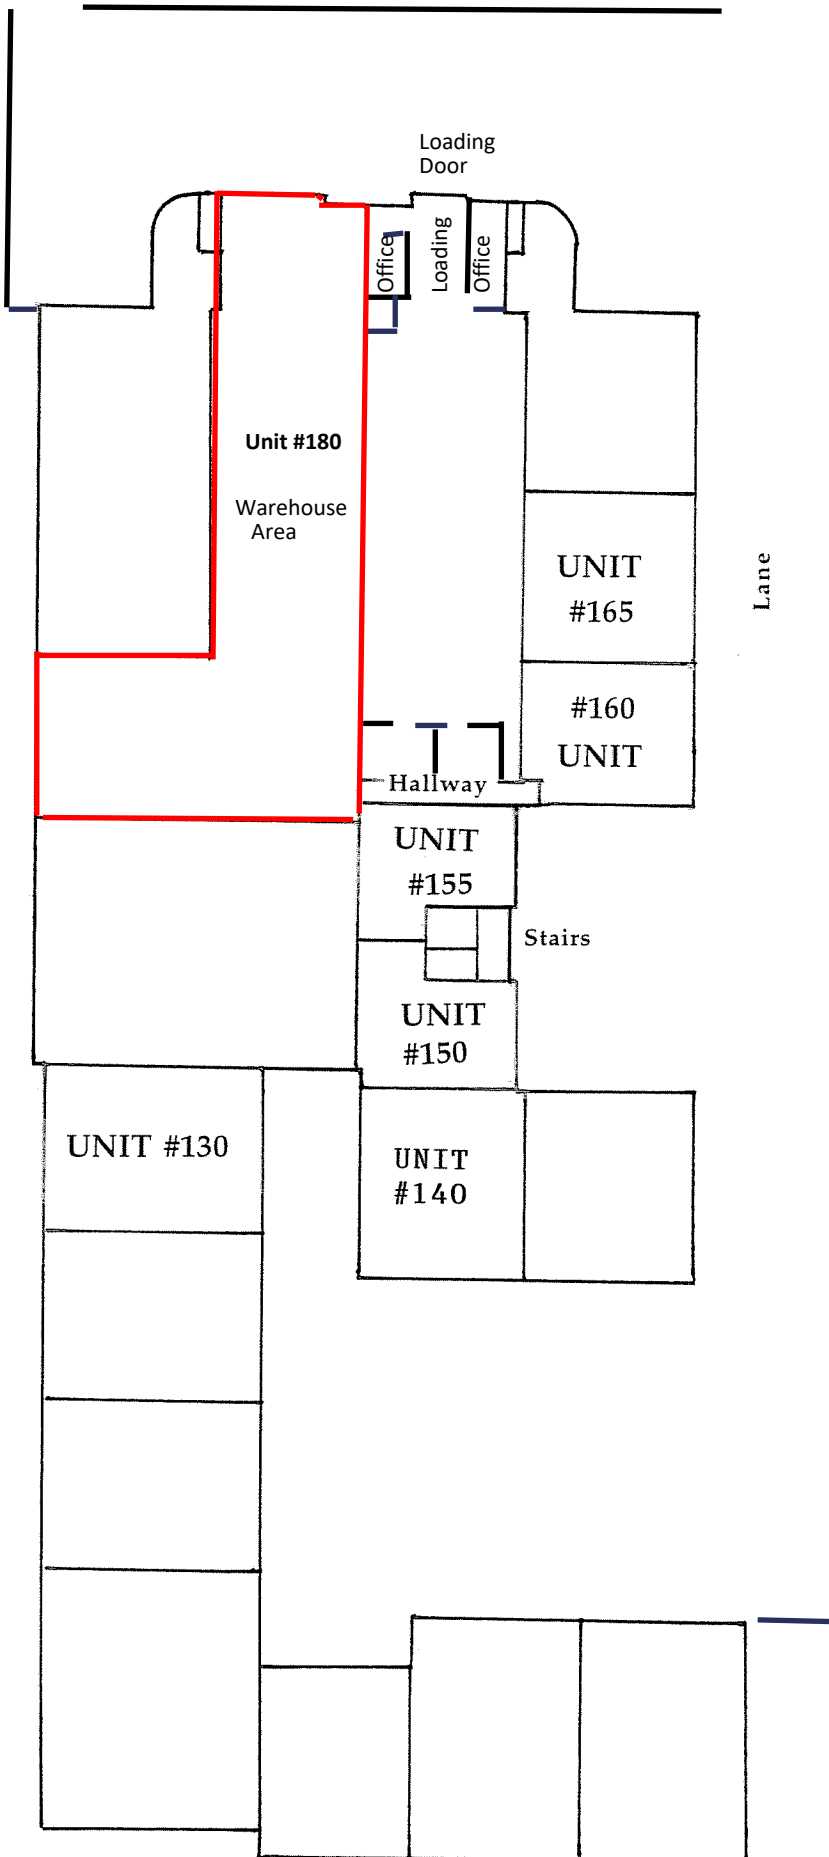 Loading
Door
Office
Loading
Office
Unit #180
Warehouse
Area
UNIT
#165
Lane
#160
UNIT
Hallway
UNIT
#155
Stairs
UNIT
#150
UNIT #130
UNIT
#140